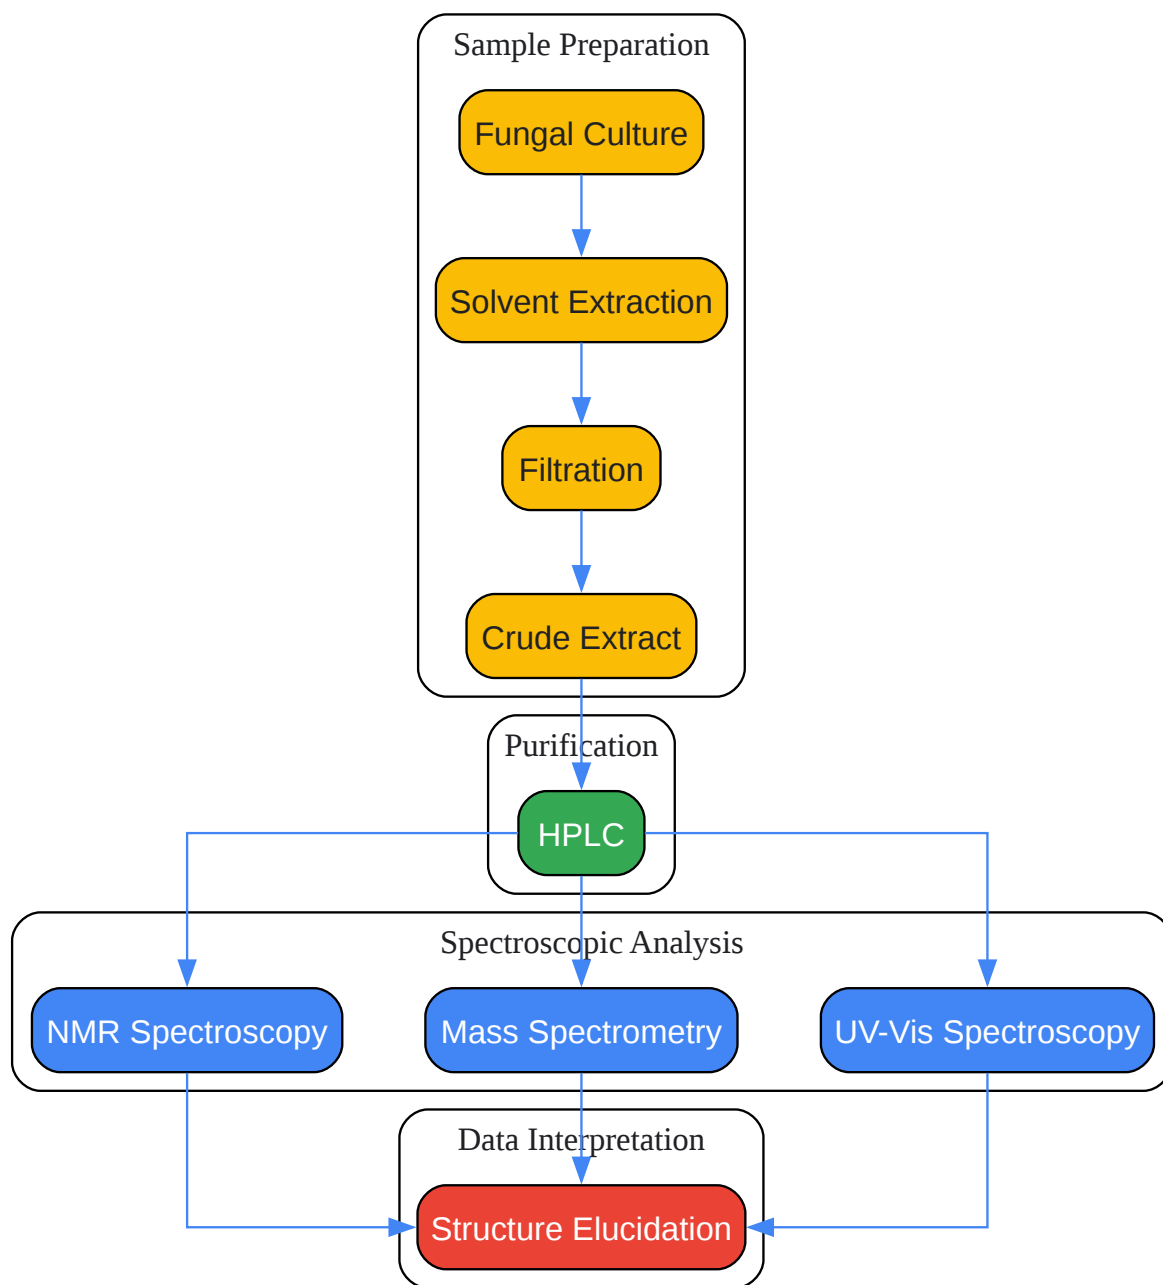 Sample Preparation
Fungal Culture
Solvent Extraction
Filtration
Crude Extract
Purification
HPLC
Spectroscopic Analysis
NMR Spectroscopy
Mass Spectrometry
UV-Vis Spectroscopy
Data Interpretation
Structure Elucidation